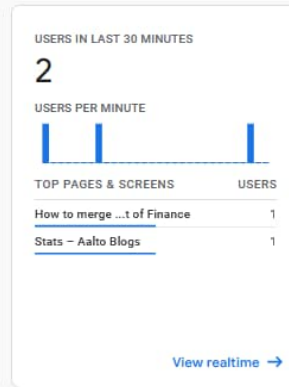 USERS IN LAST 30 MINUTES
2
USERS PER MINUTE
TOP PAGES & SCREENS USERS
How to merge ...t of Finance 1
Stats – Aalto Blogs 1
View realtime →